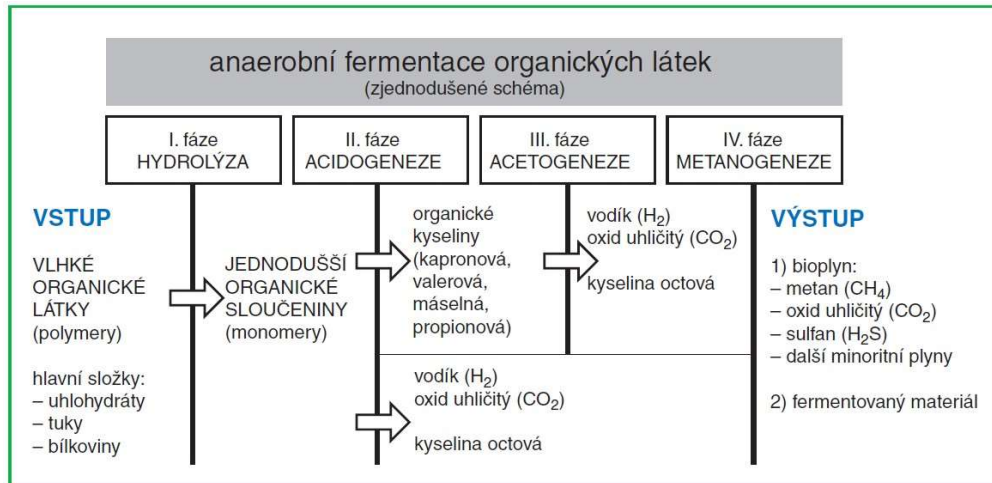 anaerobní fermentace organických látek
(zjednodušené schéma)
I. fáze
HYDROLÝZA
II. fáze
ACIDOGENEZE
III. fáze
ACETOGENEZE
IV. fáze
METANOGENEZE
VSTUP
VLHKÉ
ORGANICKÉ
LÁTKY
(polymery)
hlavní složky:
– uhlohydráty
– tuky
– bílkoviny
JEDNODUŠŠÍ
ORGANICKÉ
SLOUČENINY
(monomery)
organické
kyseliny
(kapronová,
valerová,
máselná,
propionová)
vodík (H₂)
oxid uhličitý (CO₂)
kyselina octová
vodík (H₂)
oxid uhličitý (CO₂)
kyselina octová
VÝSTUP
1) bioplyn:
– metan (CH₄)
– oxid uhličitý (CO₂)
– sulfan (H₂S)
– další minoritní plyny
2) fermentovaný materiál